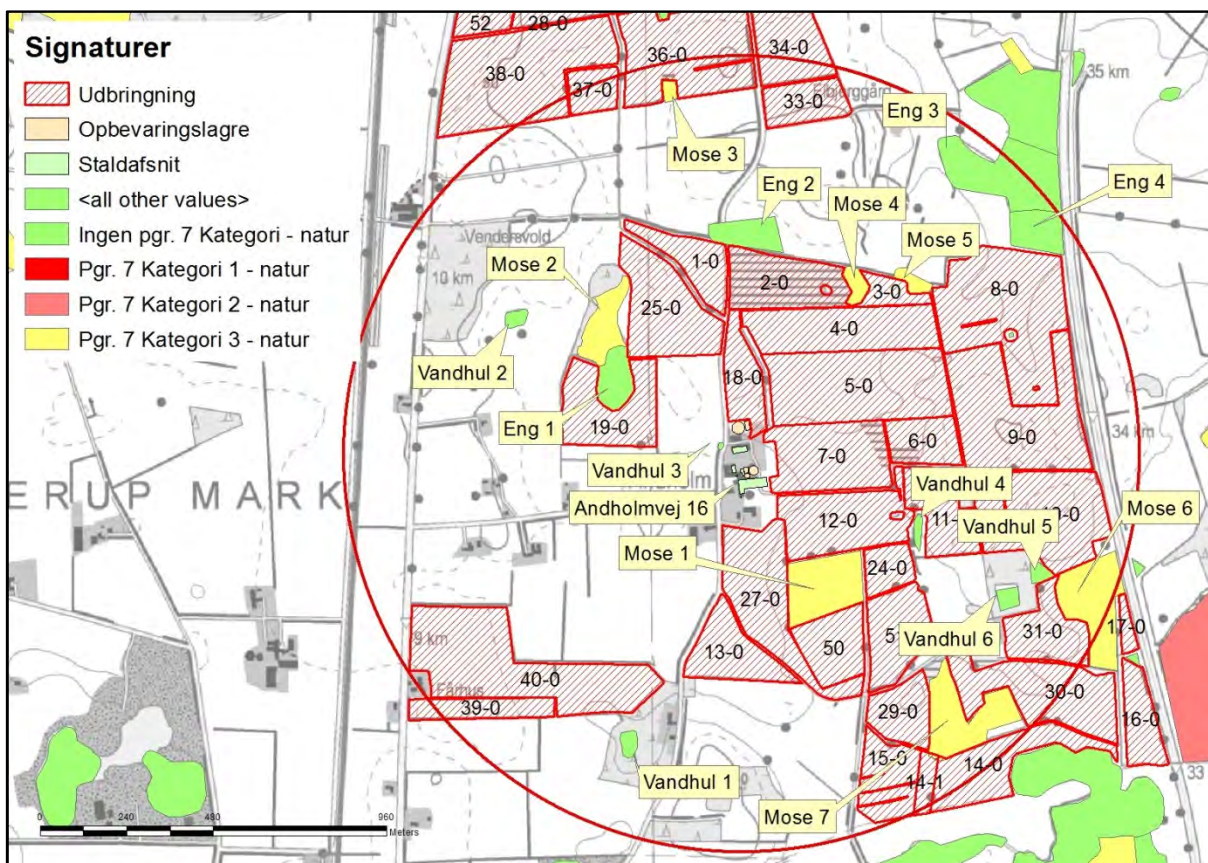 Signaturer
Udbringning
Opbevaringslagre
Staldafsnit
<all other values>
Ingen pgr. 7 Kategori - natur
Pgr. 7 Kategori 1 - natur
Pgr. 7 Kategori 2 - natur
Pgr. 7 Kategori 3 - natur
52
28-0
38-0
37-0
36-0
34-0
33-0
35 km
Eng 3
Mose 3
Eng 2
Mose 4
Eng 4
Mose 5
Vendersvold
10 km
Mose 2
1-0
2-0
3-0
8-0
25-0
4-0
Vandhul 2
18-0
5-0
Eng 1
19-0
6-0
9-0
34 km
7-0
Vandhul 3
Vandhul 4
ERUP MARK
Andholmvej 16
12-0
11-
Vandhul 5
Mose 6
Mose 1
24-0
27-0
Vandhul 6
31-0
17-0
9 km
13-0
50
5
40-0
Fårhus
39-0
30-0
29-0
16-0
15-0
14-0
14-1
33
Vandhul 1
Mose 7
0 240 480 960
Meters